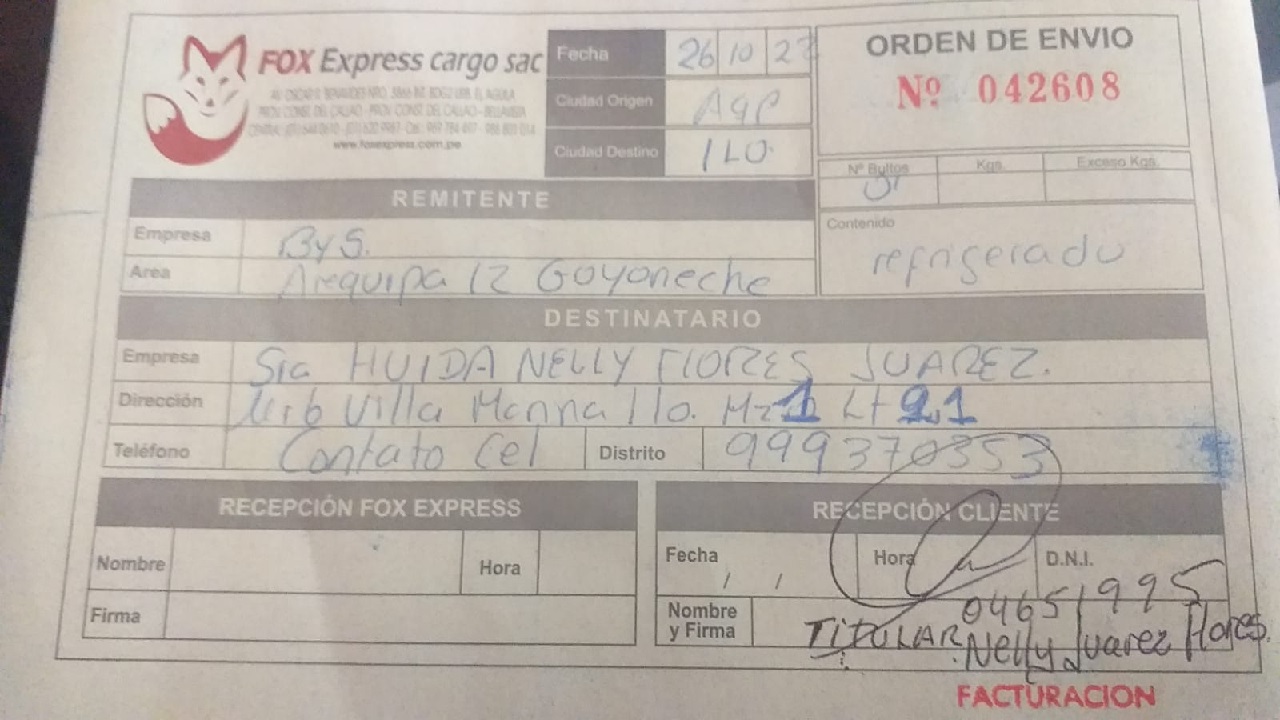 FOX Express cargo sac
www.foxexpress.com.pe
Fecha 26 10
Ciudad Origen AQP
Ciudad Destino ILO.
ORDEN DE ENVIO
Nº 042608
Nº Bultos Kgs. Exceso Kgs.
01
Contenido
refrigerado
REMITENTE
Empresa ByS.
Area Arequipa 12 Goyoneche
DESTINATARIO
Empresa Sra HUIDA NELLY FLORES JUAREZ.
Dirección Urb Villa Marina Ilo. Mz 1 Lt 21
Teléfono Contato Cel Distrito 999370353
RECEPCIÓN FOX EXPRESS
Nombre Hora
Firma
RECEPCIÓN CLIENTE
Fecha / / Hora D.N.I.
04651995
Nombre y Firma TITULAR Nelly Juarez Flores.
FACTURACION